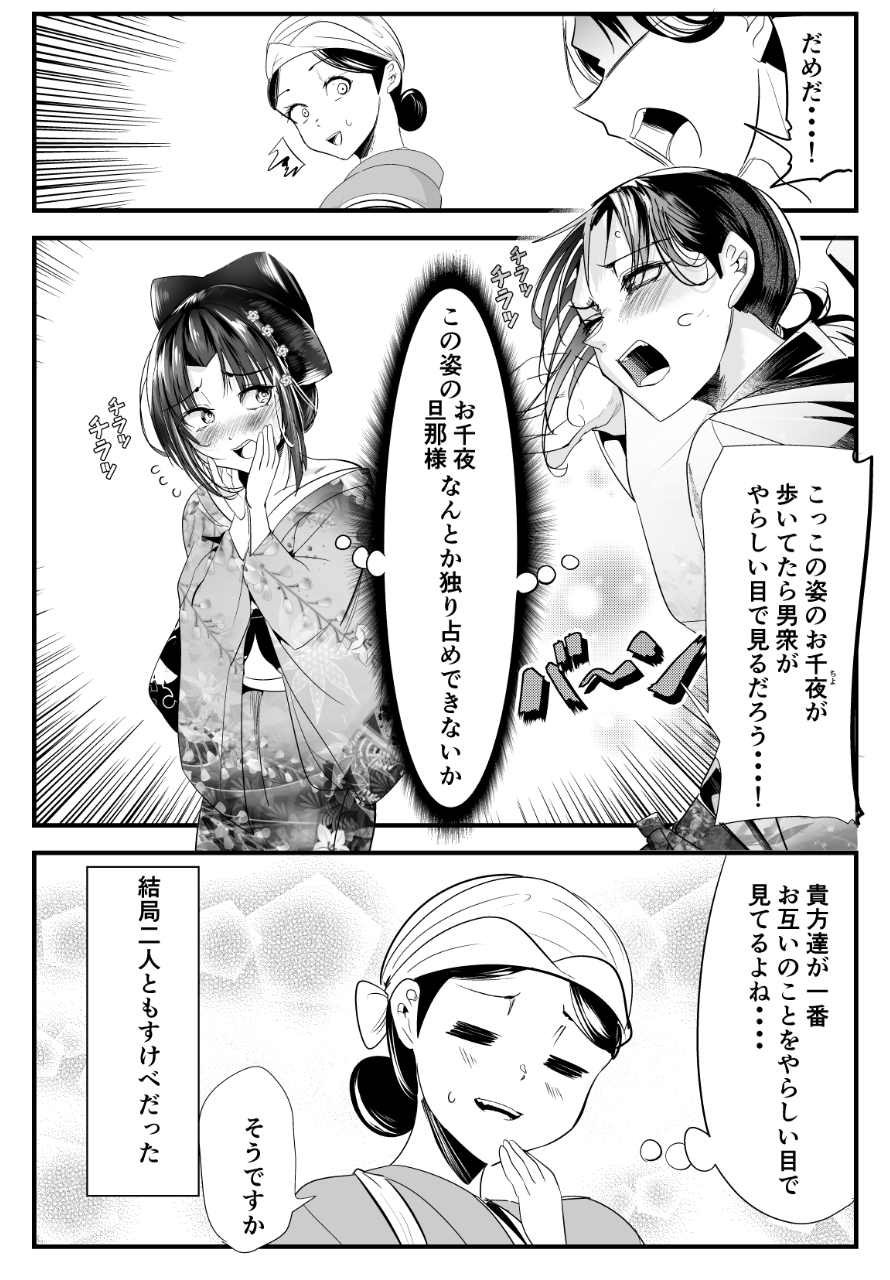 だめだ・・・！
こっこの姿のお千夜が
ちよ
歩いてたら男衆が
やらしい目で見るだろう・・・・！
チラッ
チラッ
バーン
この姿の
お千夜
旦那様
なんとか独り占めできないか
チラッ
チラッ
貴方達が一番
お互いのことをやらしい目で
見てるよね・・・・
そうですか
結局二人ともすけべだった